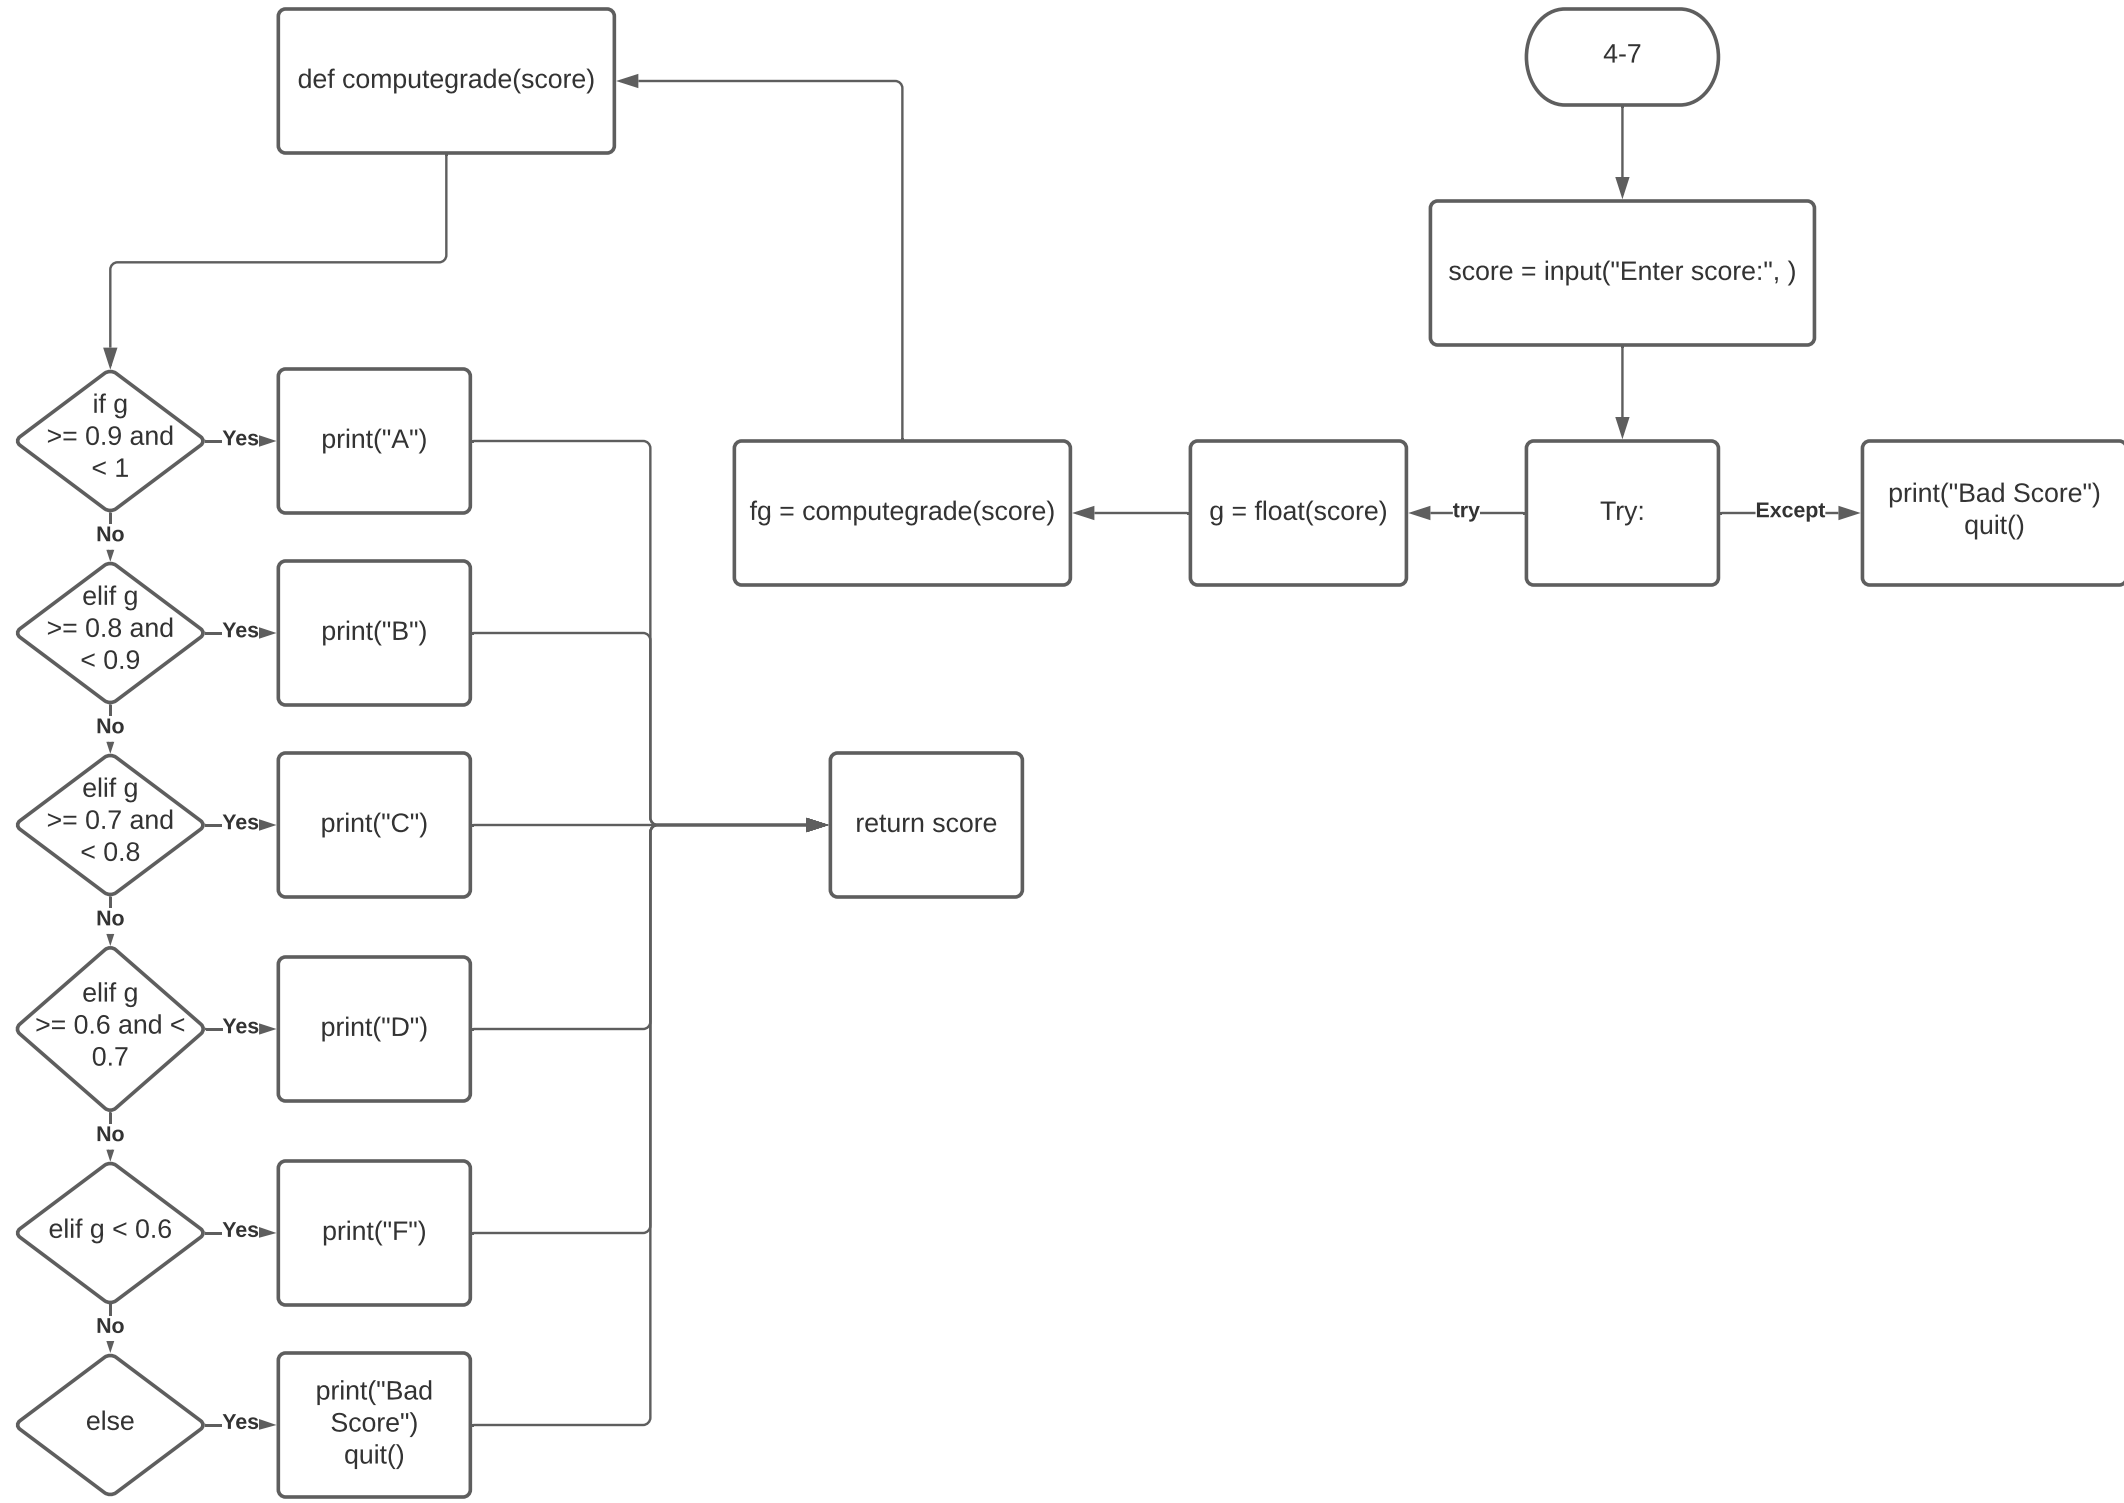 4-7
def computegrade(score)
score = input("Enter score:", )
if g
>= 0.9 and
< 1
Yes
print("A")
fg = computegrade(score)
g = float(score)
try
Try:
Except
print("Bad Score")
quit()
No
elif g
>= 0.8 and
< 0.9
Yes
print("B")
No
elif g
>= 0.7 and
< 0.8
Yes
print("C")
return score
No
elif g
>= 0.6 and <
0.7
Yes
print("D")
No
elif g < 0.6
Yes
print("F")
No
else
Yes
print("Bad
Score")
quit()